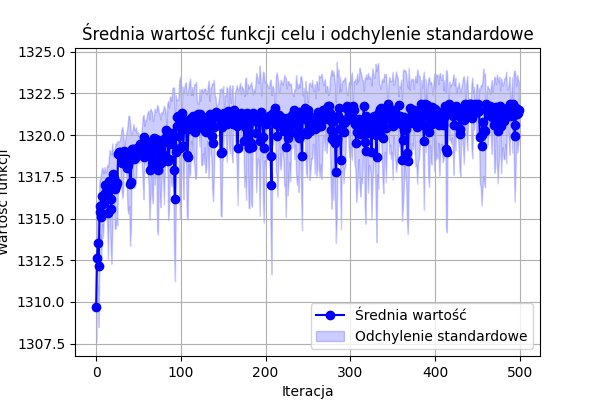 Średnia wartość funkcji celu i odchylenie standardowe
1325.0
1322.5
1320.0
1317.5
1315.0
1312.5
1310.0
1307.5
Wartość funkcji
0
100
200
300
400
500
Iteracja
Średnia wartość
Odchylenie standardowe